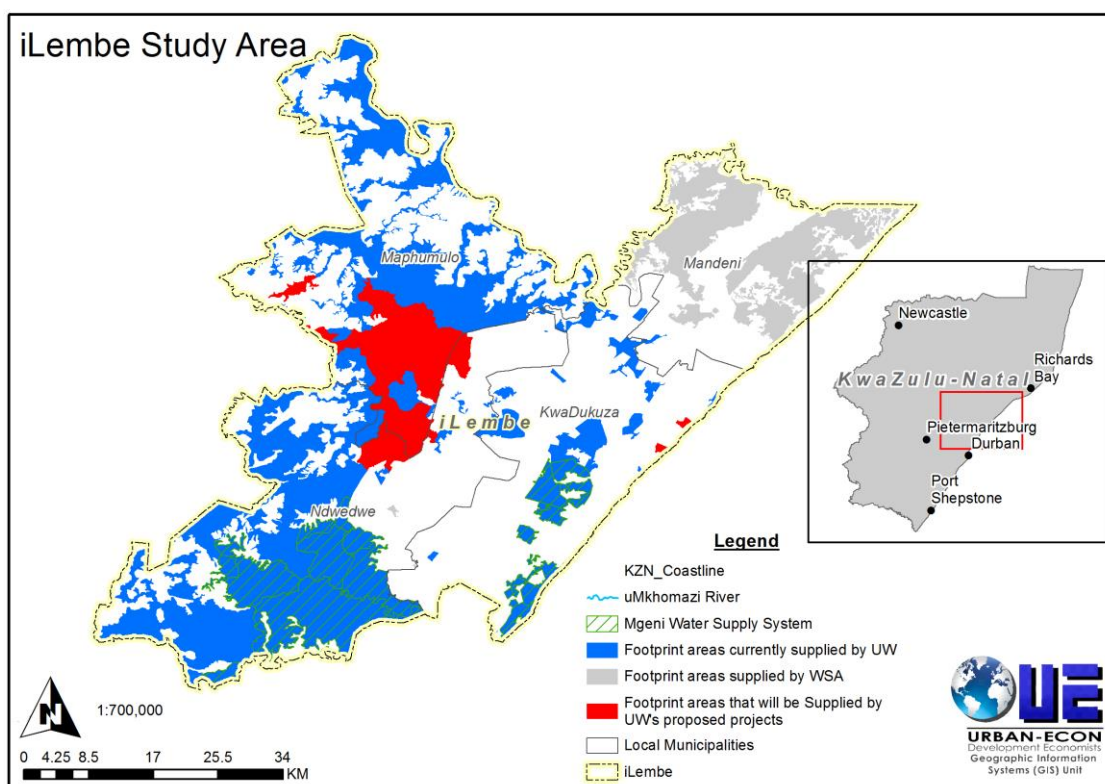 iLembe Study Area
Maphumulo
Mandeni
iLembe
KwaDukuza
Ndwedwe
Newcastle
KwaZulu-Natal
Richards
Bay
Pietermaritzburg
Durban
Port
Shepstone
Legend
KZN_Coastline
uMkhomazi River
Mgeni Water Supply System
Footprint areas currently supplied by UW
Footprint areas supplied by WSA
Footprint areas that will be Supplied by
UW's proposed projects
Local Municipalities
iLembe
N
1:700,000
0 4.25 8.5 17 25.5 34
KM
UE
URBAN-ECON
Development Economists
Geographic Information
Systems (GIS) Unit